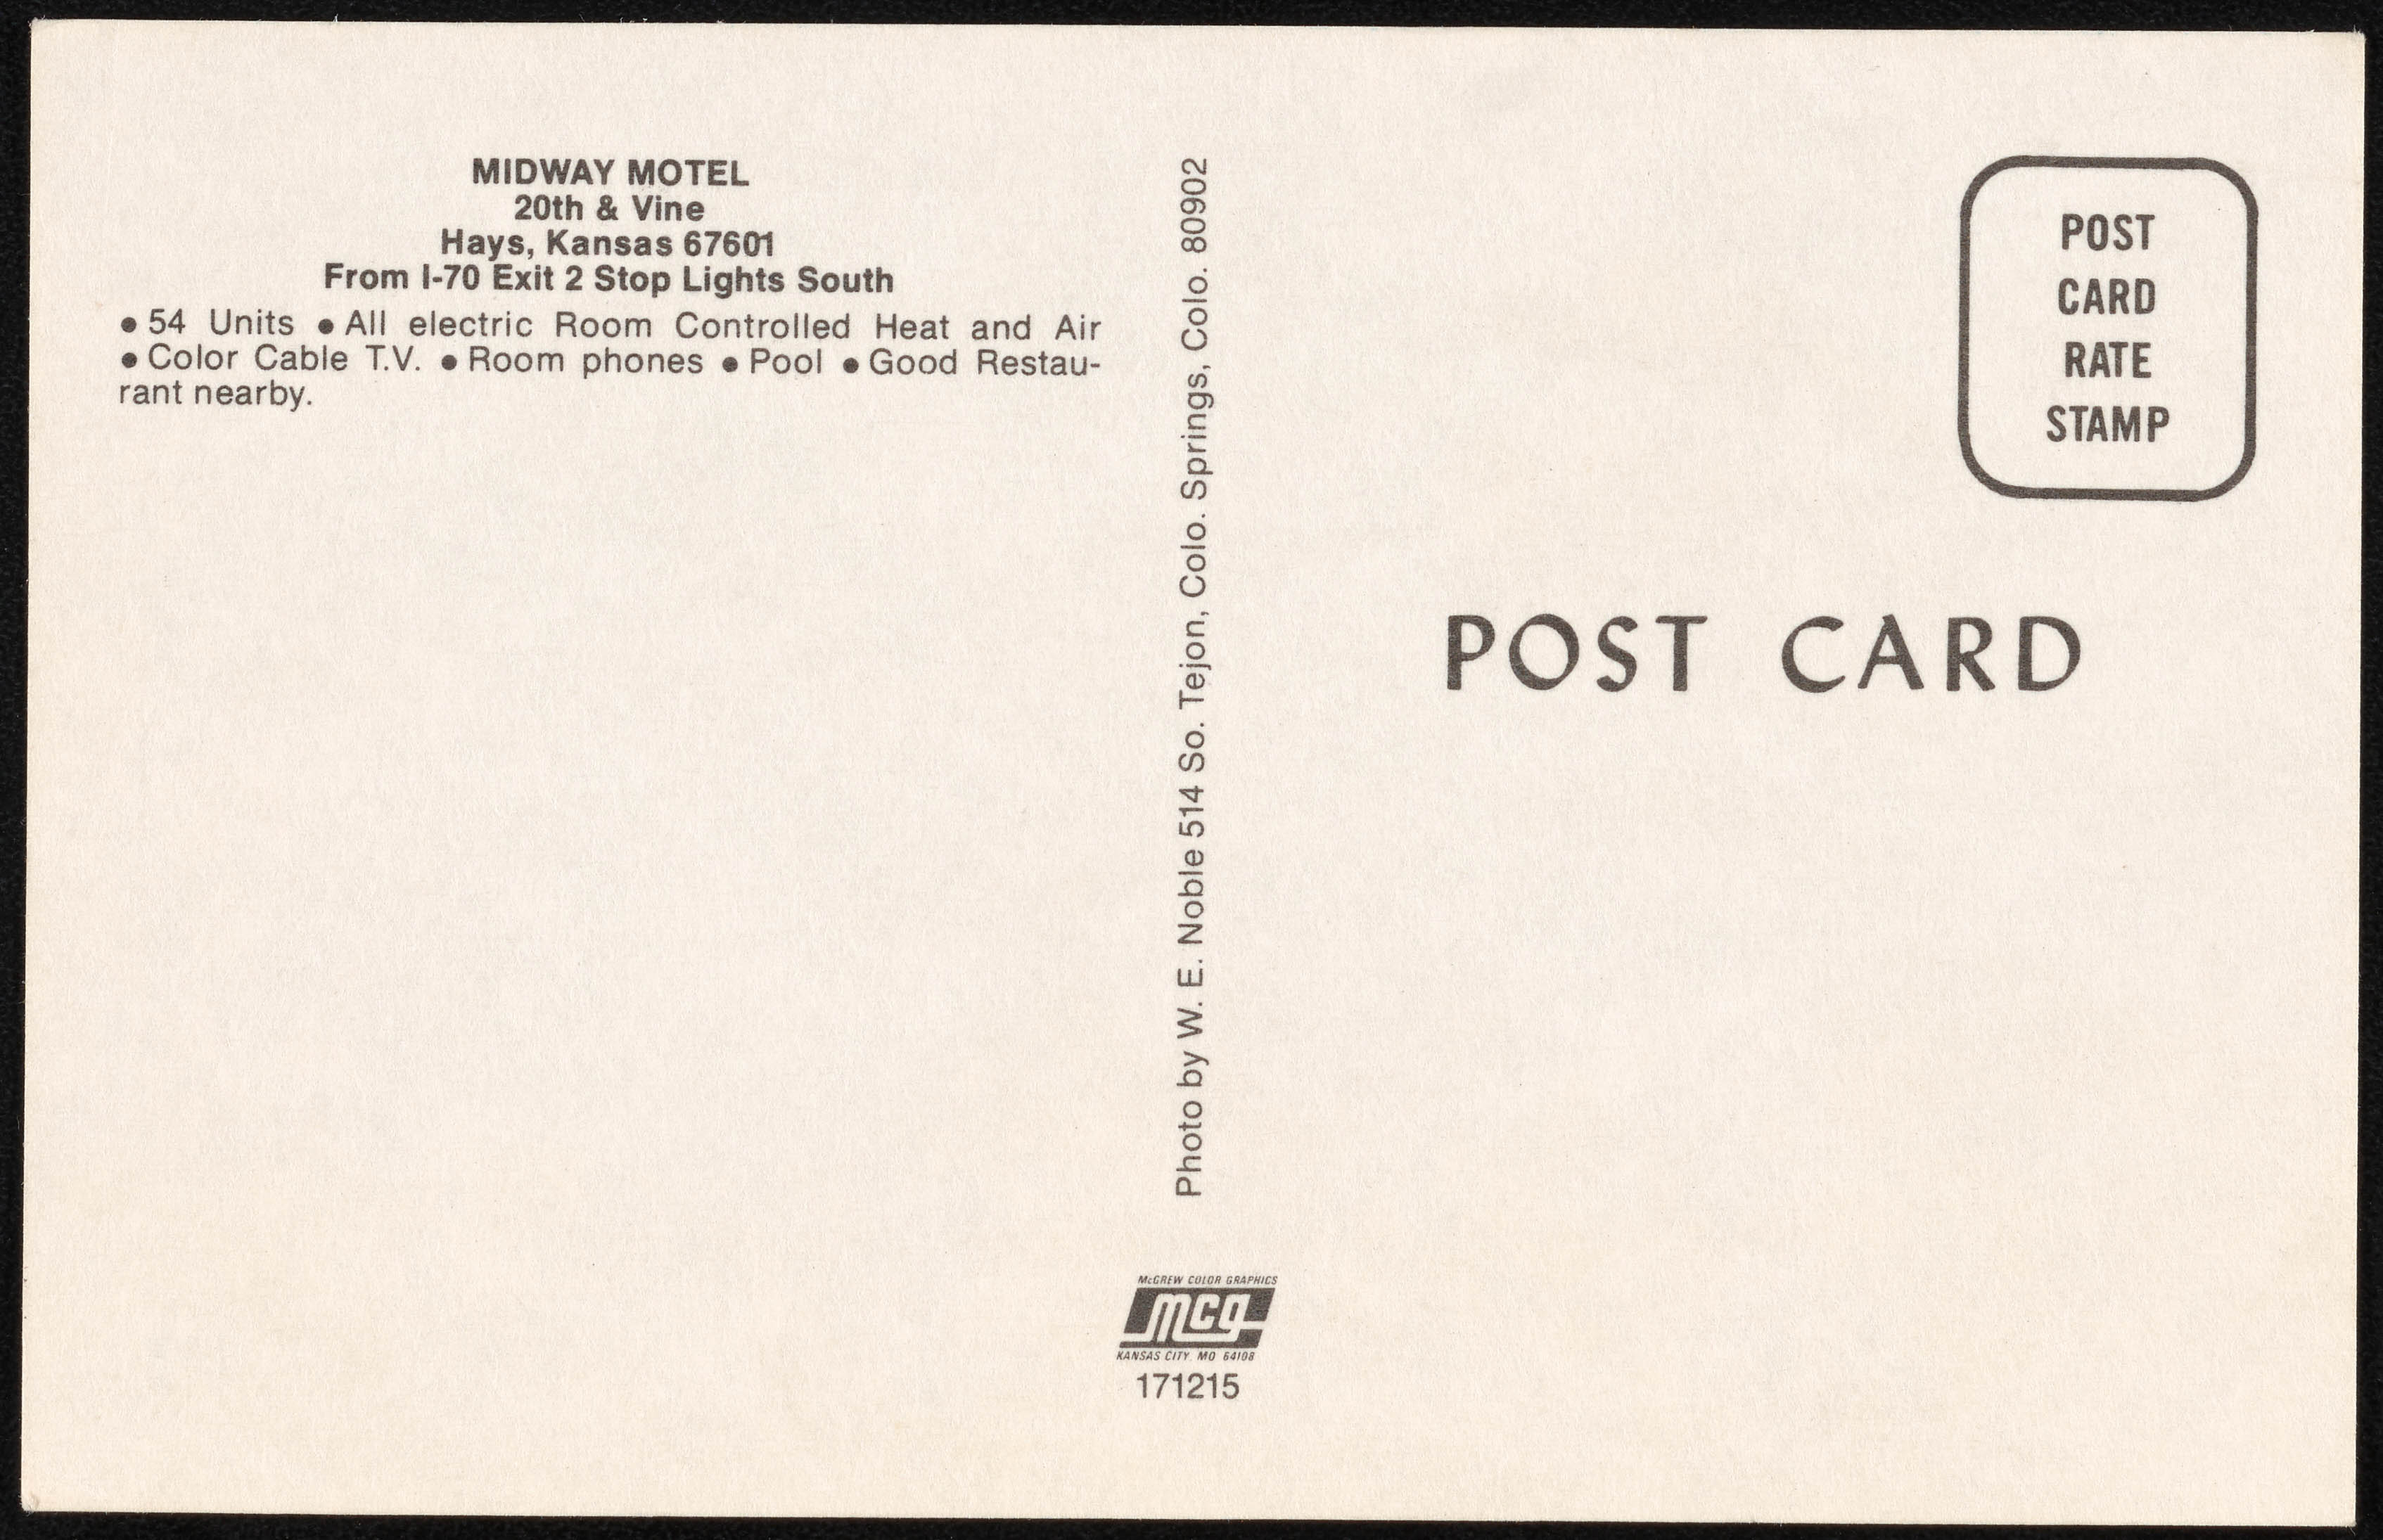 MIDWAY MOTEL
20th & Vine
Hays, Kansas 67601
From I-70 Exit 2 Stop Lights South
● 54 Units ● All electric Room Controlled Heat and Air
● Color Cable T.V. ● Room phones ● Pool ● Good Restau-
rant nearby.
Photo by W. E. Noble 514 So. Tejon, Colo. Springs, Colo. 80902
McGREW COLOR GRAPHICS
mcg
KANSAS CITY, MO 64108
171215
POST
CARD
RATE
STAMP
POST CARD